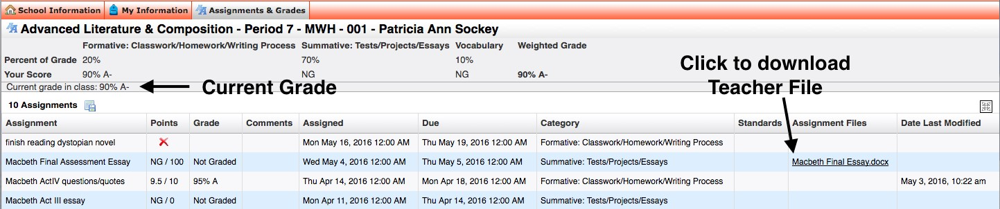 School Information My Information Assignments & Grades
Advanced Literature & Composition - Period 7 - MWH - 001 - Patricia Ann Sockey
Formative: Classwork/Homework/Writing Process Summative: Tests/Projects/Essays Vocabulary Weighted Grade
Percent of Grade 20% 70% 10%
Your Score 90% A- NG NG 90% A-
Current grade in class: 90% A-
Current Grade
Click to download
Teacher File
10 Assignments
Assignment Points Grade Comments Assigned Due Category Standards Assignment Files Date Last Modified
finish reading dystopian novel Mon May 16, 2016 12:00 AM Thu May 19, 2016 12:00 AM Formative: Classwork/Homework/Writing Process
Macbeth Final Assessment Essay NG / 100 Not Graded Wed May 4, 2016 12:00 AM Thu May 5, 2016 12:00 AM Summative: Tests/Projects/Essays Macbeth Final Essay.docx
Macbeth ActIV questions/quotes 9.5 / 10 95% A Thu Apr 14, 2016 12:00 AM Mon Apr 18, 2016 12:00 AM Formative: Classwork/Homework/Writing Process May 3, 2016, 10:22 am
Macbeth Act III essay NG / 0 Not Graded Mon Apr 11, 2016 12:00 AM Thu Apr 14, 2016 12:00 AM Summative: Tests/Projects/Essays